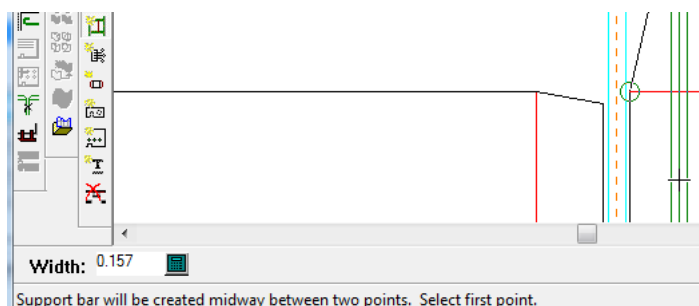 Width: 0.157
Support bar will be created midway between two points. Select first point.